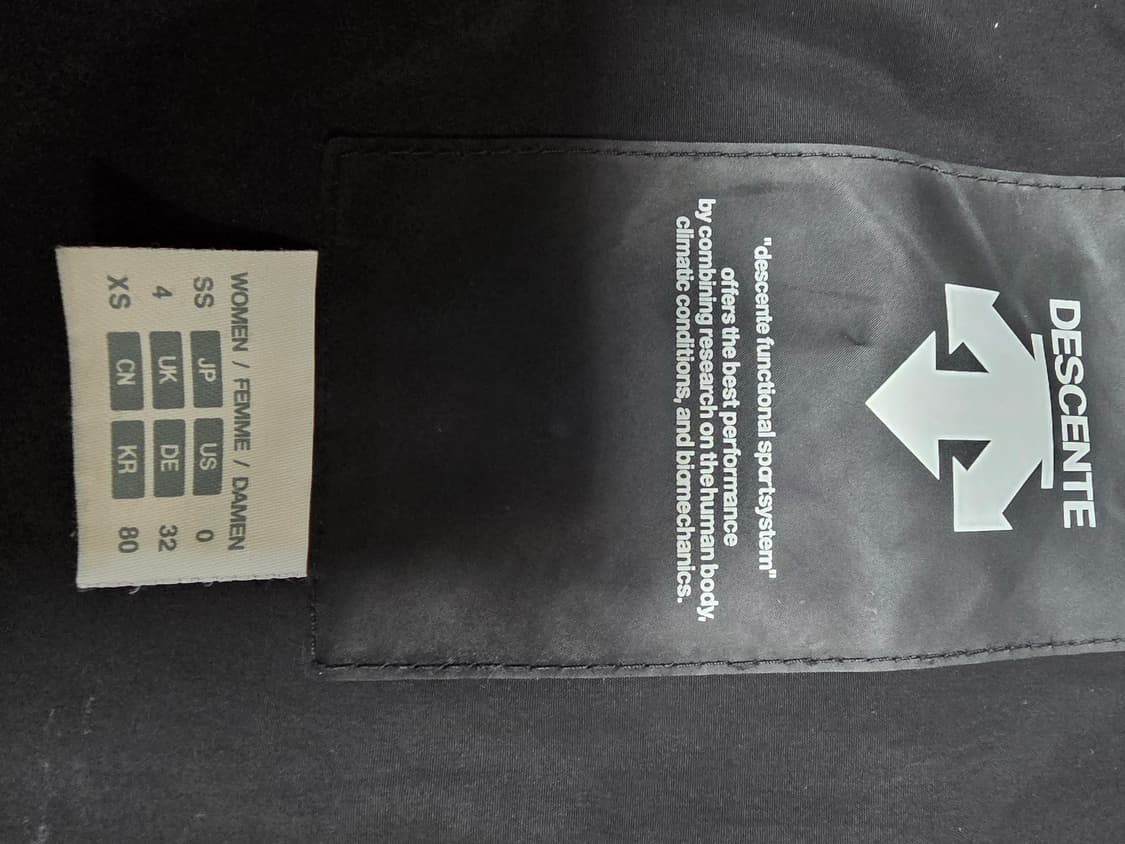 DESCENTE
"descente functional sportsystem"
offers the best performance
by combining research on the human body,
climatic conditions, and biomechanics.
WOMEN / FEMME / DAMEN
SS JP US 0
4 UK DE 32
XS CN KR 80